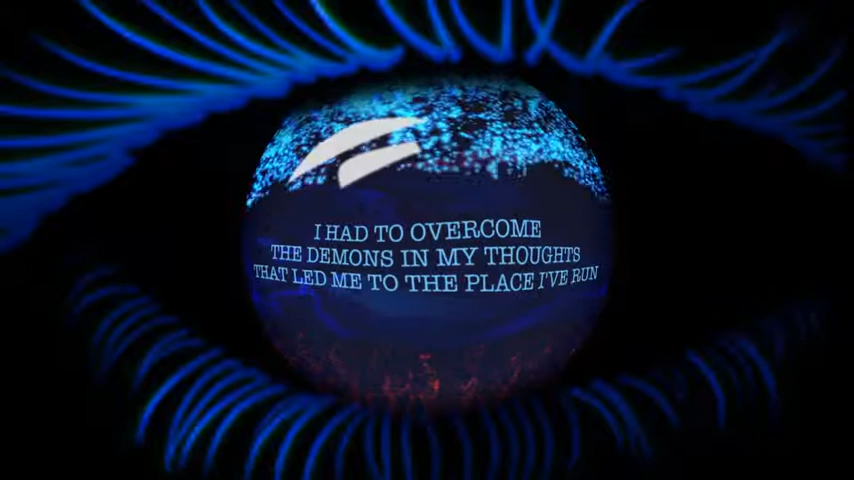 I HAD TO OVERCOME
THE DEMONS IN MY THOUGHTS
THAT LED ME TO THE PLACE I'VE RUN